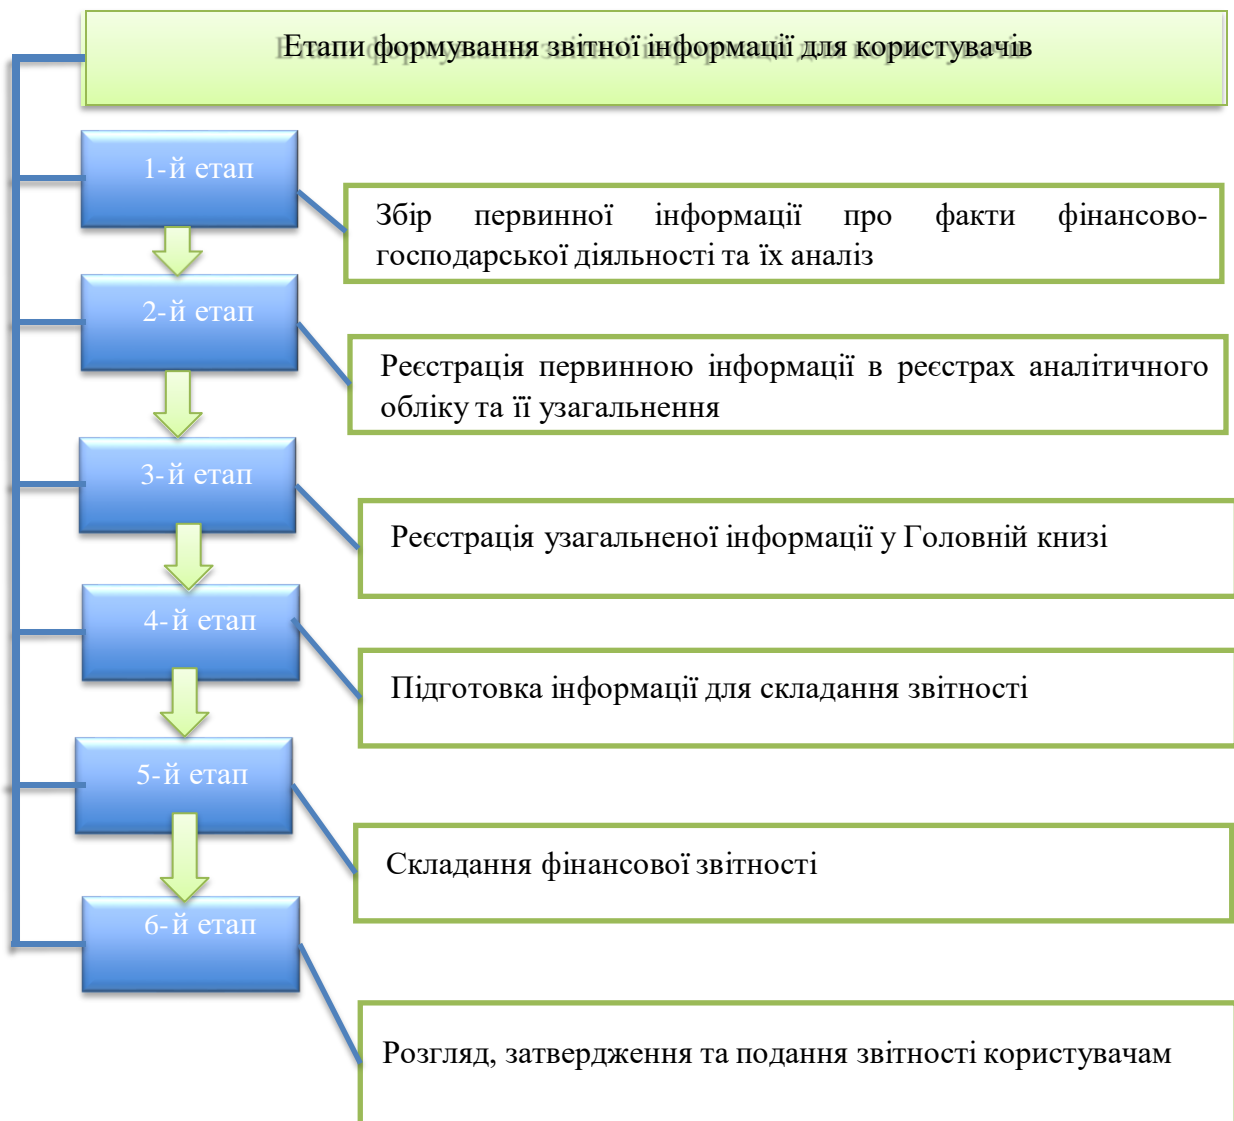 Етапи формування звітної інформації для користувачів
1-й етап
Збір первинної інформації про факти фінансово-
господарської діяльності та їх аналіз
2-й етап
Реєстрація первинною інформації в реєстрах аналітичного
обліку та її узагальнення
3-й етап
Реєстрація узагальненої інформації у Головній книзі
4-й етап
Підготовка інформації для складання звітності
5-й етап
Складання фінансової звітності
6-й етап
Розгляд, затвердження та подання звітності користувачам